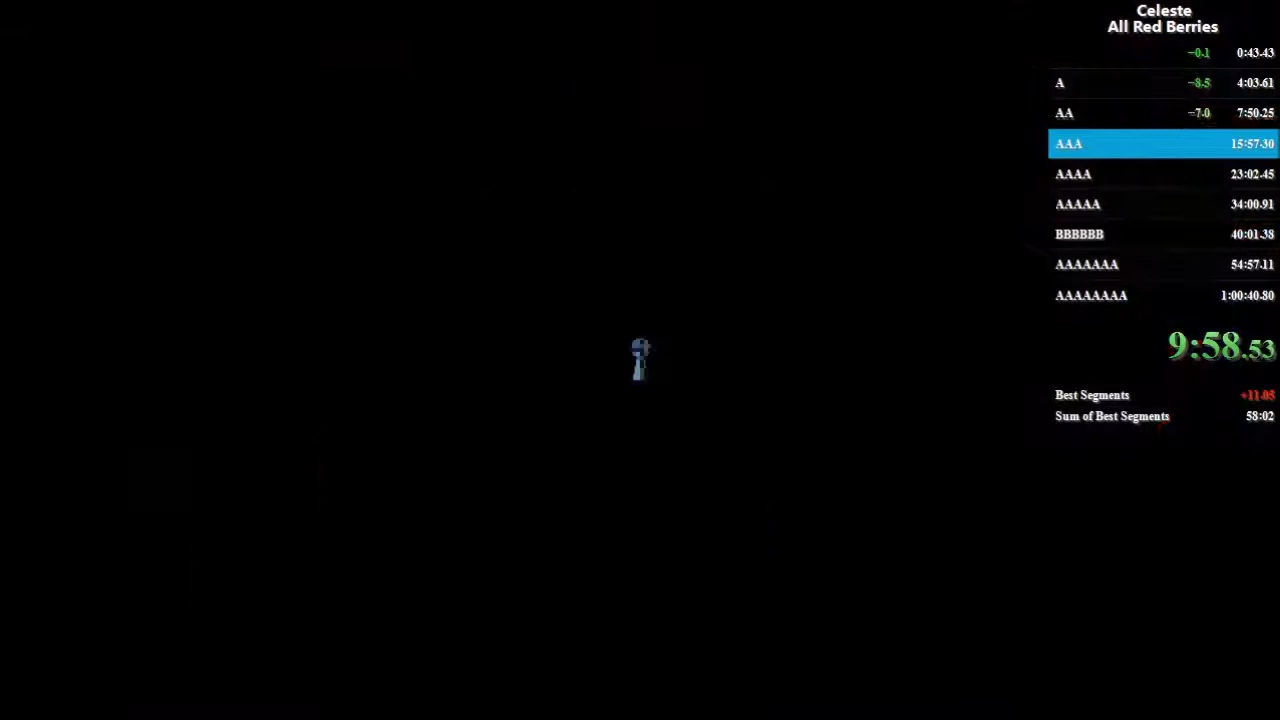 Celeste
All Red Berries
−0.1 0:43.43
A −8.5 4:03.61
AA −7.0 7:50.25
AAA 15:57.30
AAAA 23:02.45
AAAAA 34:00.91
BBBBBB 40:01.38
AAAAAAA 54:57.11
AAAAAAAA 1:00:40.80
9:58.53
Best Segments +11.05
Sum of Best Segments 58:02